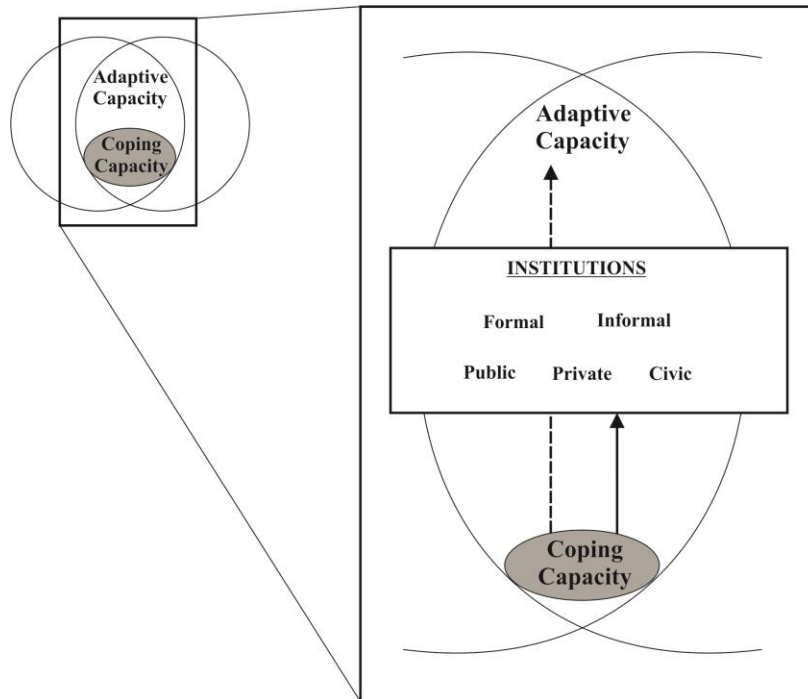 Adaptive
Capacity
Coping
Capacity
Adaptive
Capacity
INSTITUTIONS
Formal Informal
Public Private Civic
Coping
Capacity